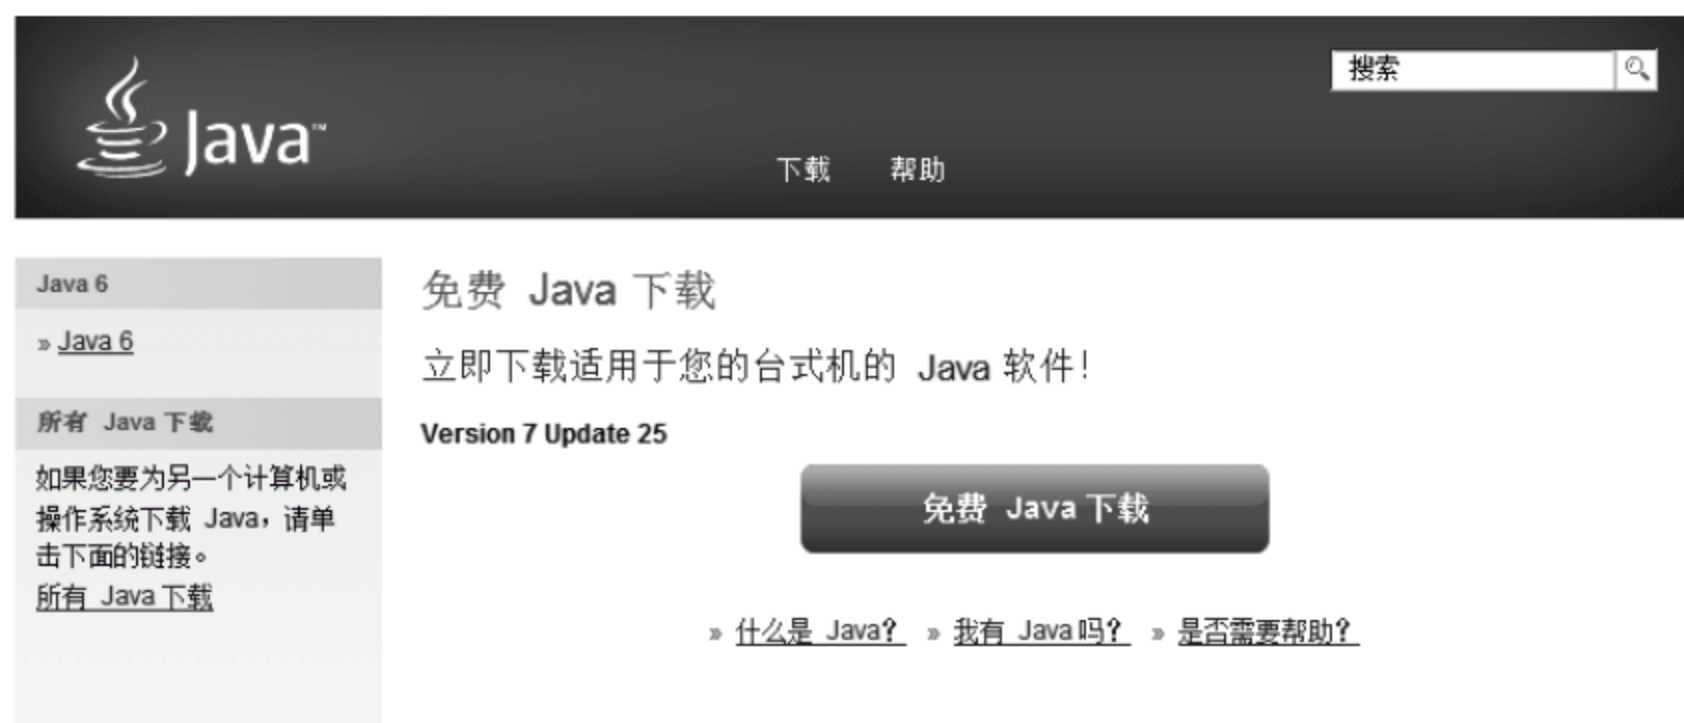 搜索
Java™
下载 帮助
Java 6
» Java 6
所有 Java 下载
如果您要为另一个计算机或
操作系统下载 Java，请单
击下面的链接。
所有 Java 下载
免费 Java 下载
立即下载适用于您的台式机的 Java 软件！
Version 7 Update 25
免费 Java 下载
» 什么是 Java？ » 我有 Java 吗？ » 是否需要帮助？